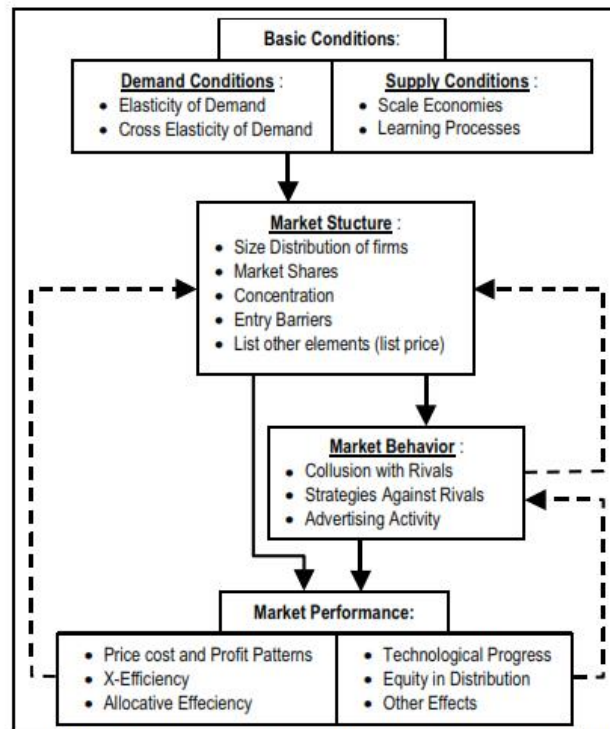 Basic Conditions:
Demand Conditions :
• Elasticity of Demand
• Cross Elasticity of Demand
Supply Conditions :
• Scale Economies
• Learning Processes
Market Stucture :
• Size Distribution of firms
• Market Shares
• Concentration
• Entry Barriers
• List other elements (list price)
Market Behavior :
• Collusion with Rivals
• Strategies Against Rivals
• Advertising Activity
Market Performance:
• Price cost and Profit Patterns
• X-Efficiency
• Allocative Effeciency
• Technological Progress
• Equity in Distribution
• Other Effects